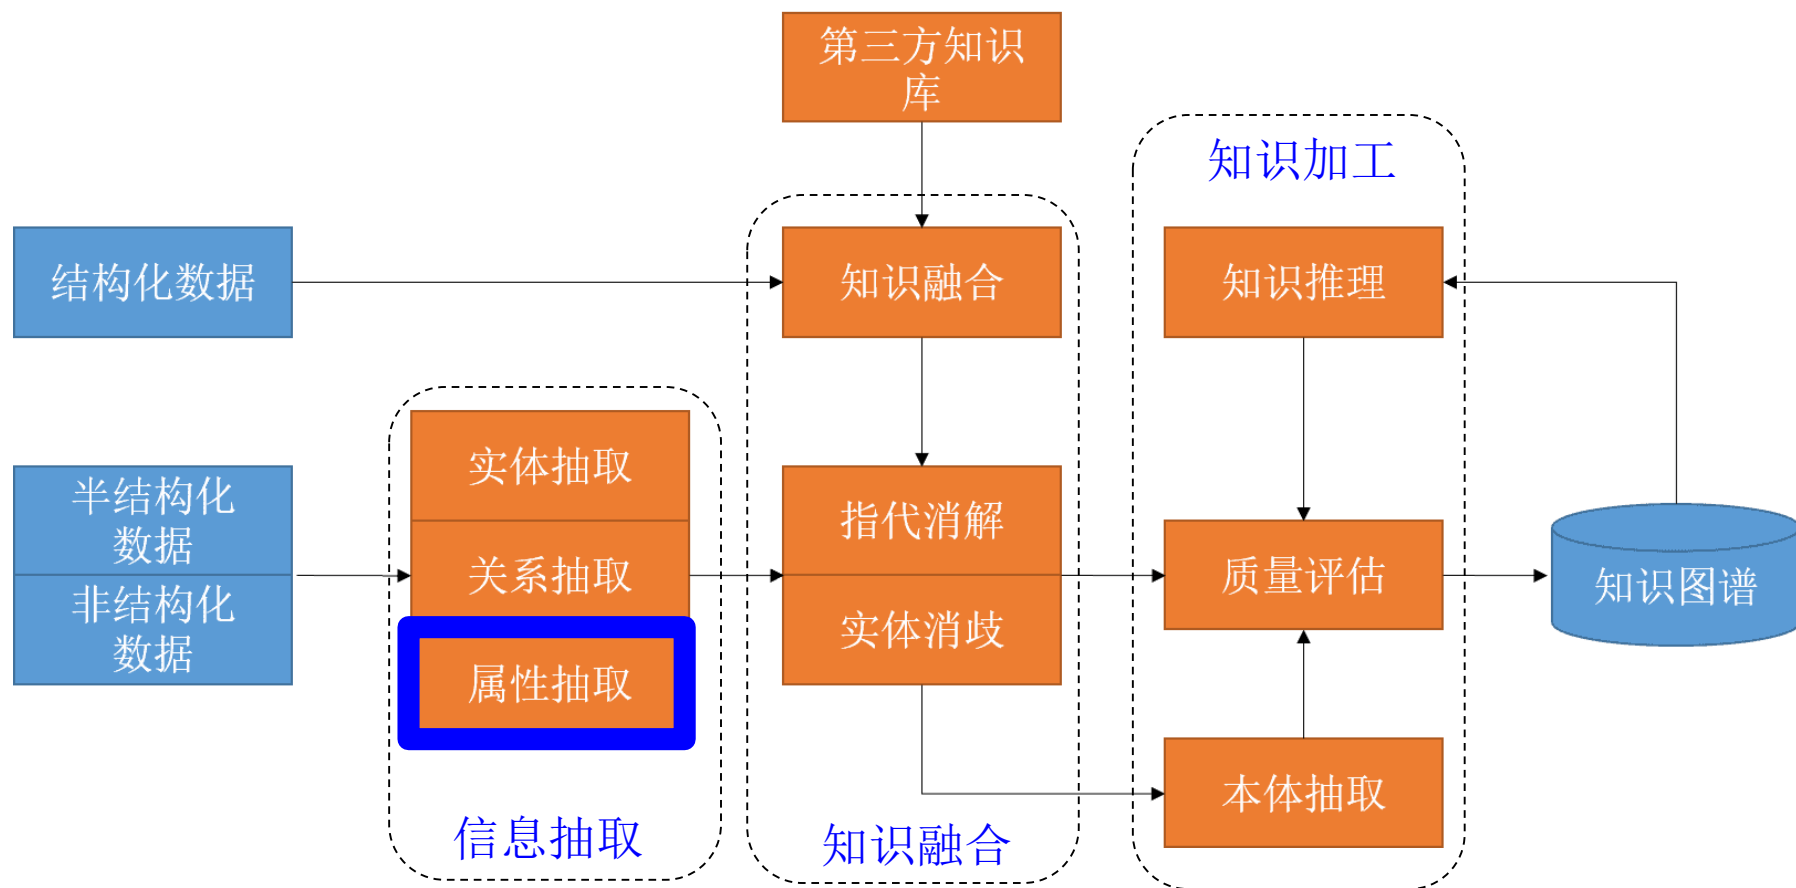 第三方知识
库
知识加工
结构化数据
知识融合
知识推理
实体抽取
半结构化
数据
指代消解
关系抽取
质量评估
知识图谱
非结构化
数据
实体消歧
属性抽取
本体抽取
信息抽取
知识融合